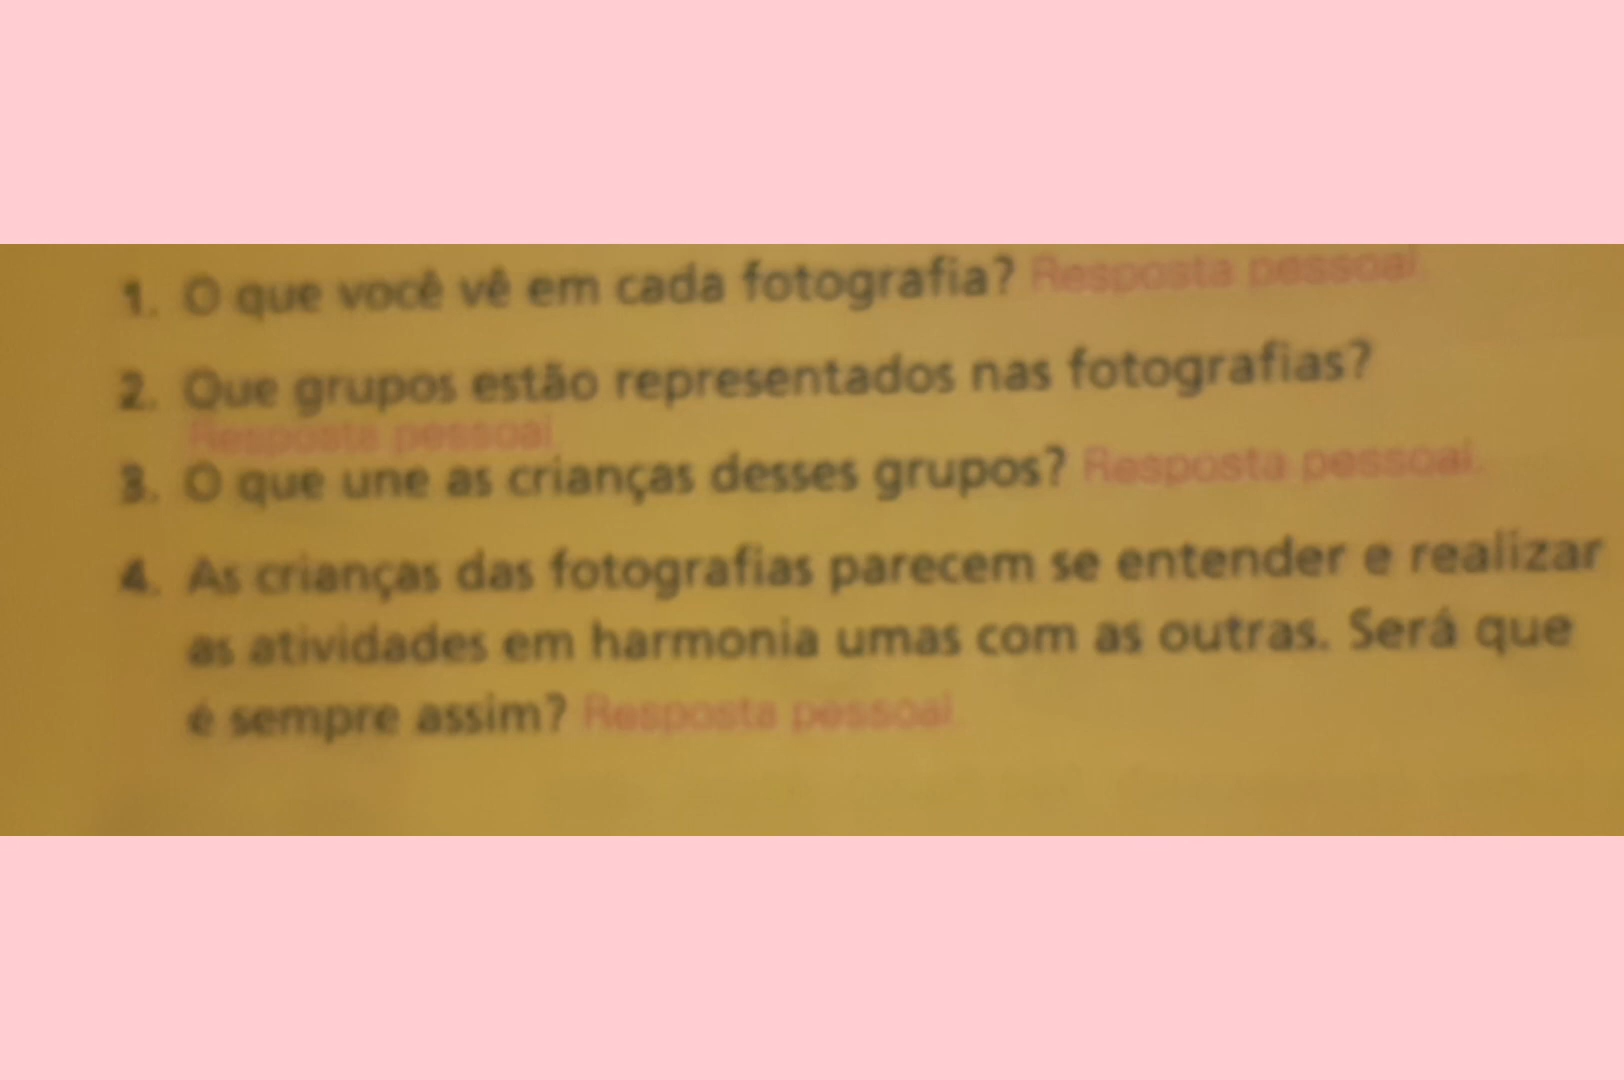 1. O que você vê em cada fotografia? Resposta pessoal.
2. Que grupos estão representados nas fotografias?
Resposta pessoal.
3. O que une as crianças desses grupos? Resposta pessoal.
4. As crianças das fotografias parecem se entender e realizar
as atividades em harmonia umas com as outras. Será que
é sempre assim? Resposta pessoal.